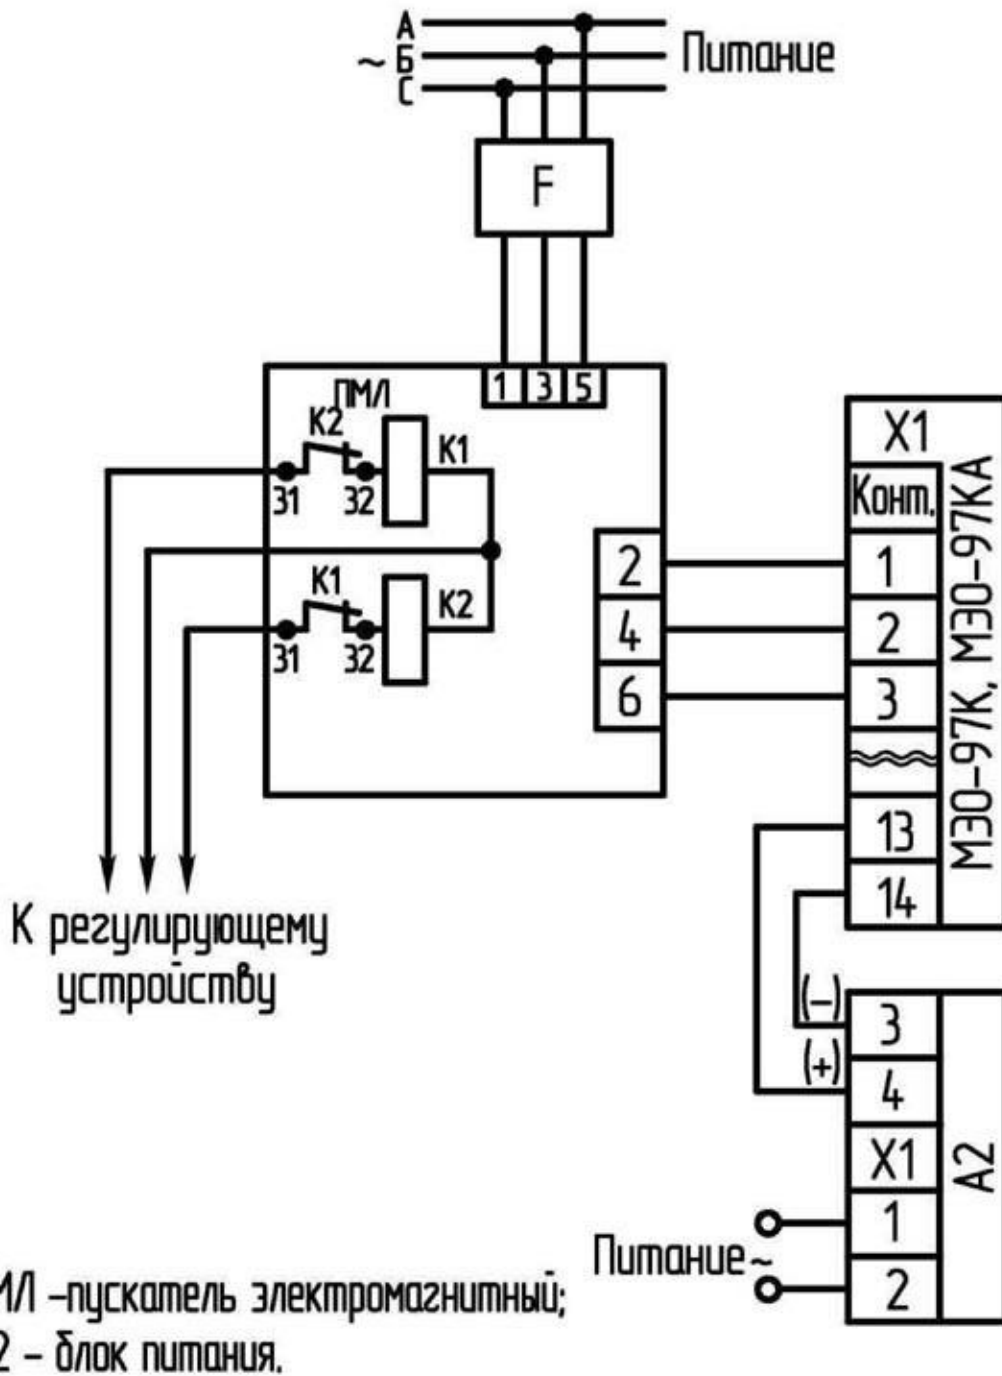 А
~ Б
С
Питание
F
1 3 5
ПМЛ
К2
К1
31 32
К1
К2
31 32
2
4
6
Х1
Конт.
1
2
3
13
14
МЭО-97К, МЭО-97КА
К регулирующему
устройству
(-)
(+)
3
4
Х1
1
2
А2
Питание ~
-пускатель электромагнитный;
2 - блок питания.